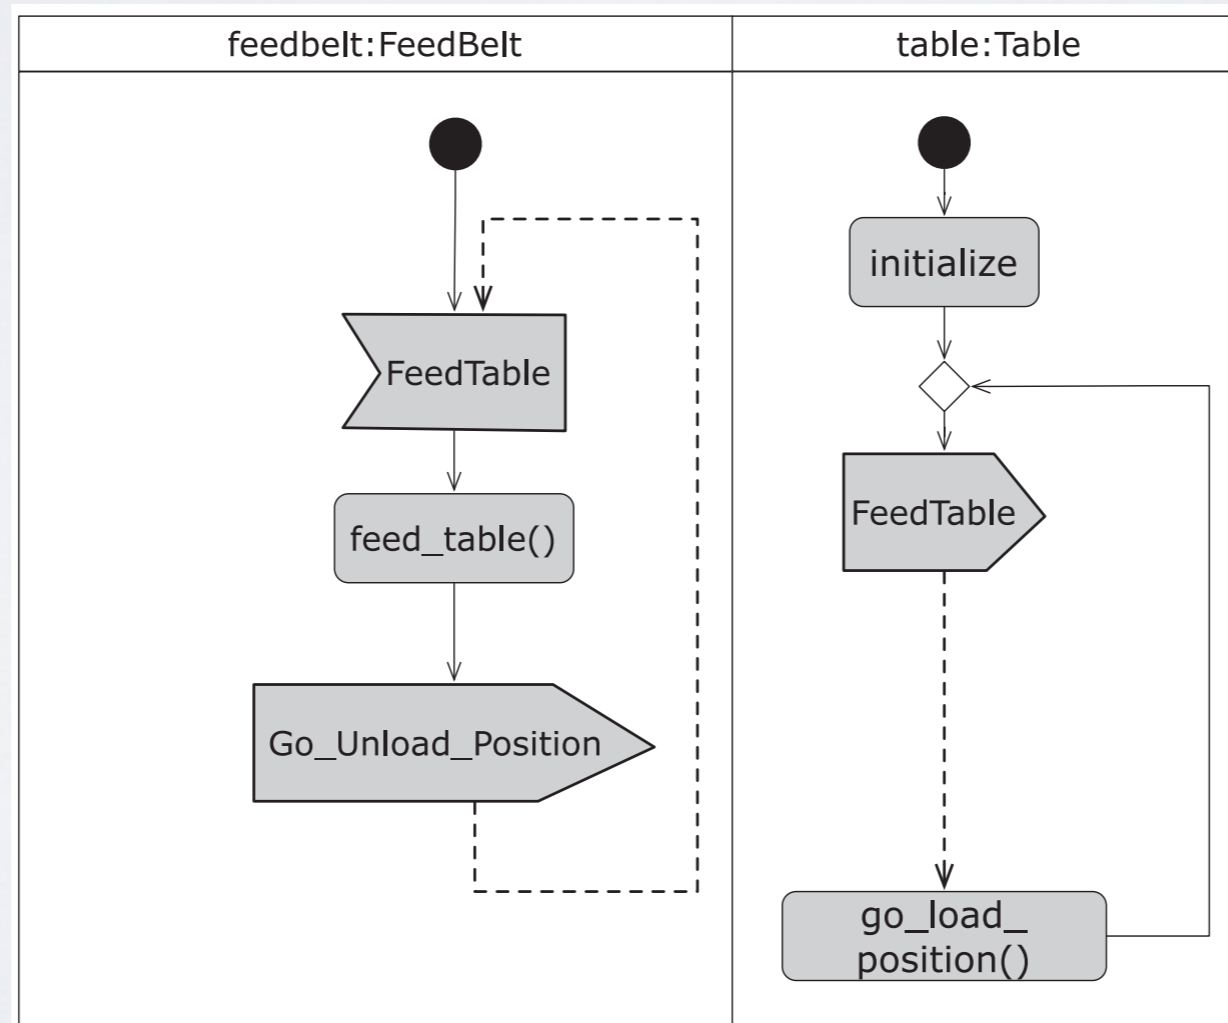 feedbelt:FeedBelt
table:Table
FeedTable
feed_table()
Go_Unload_Position
initialize
FeedTable
go_load_
position()